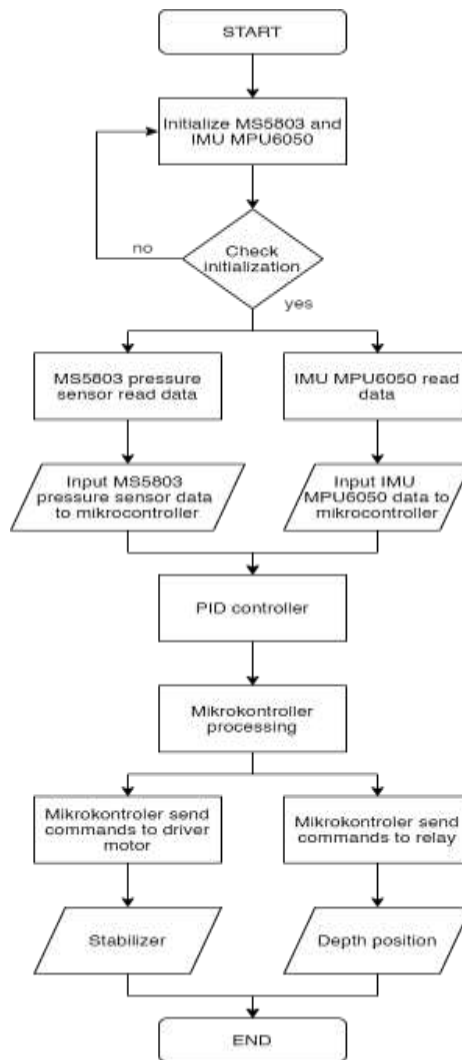 START
Initialize MS5803 and
IMU MPU6050
Check
initialization
no
yes
MS5803 pressure
sensor read data
IMU MPU6050 read
data
Input MS5803
pressure sensor data
to mikrocontroller
Input IMU
MPU6050 data to
mikrocontroller
PID controller
Mikrokontroller
processing
Mikrokontroler send
commands to driver
motor
Mikrokontroler send
commands to relay
Stabilizer
Depth position
END